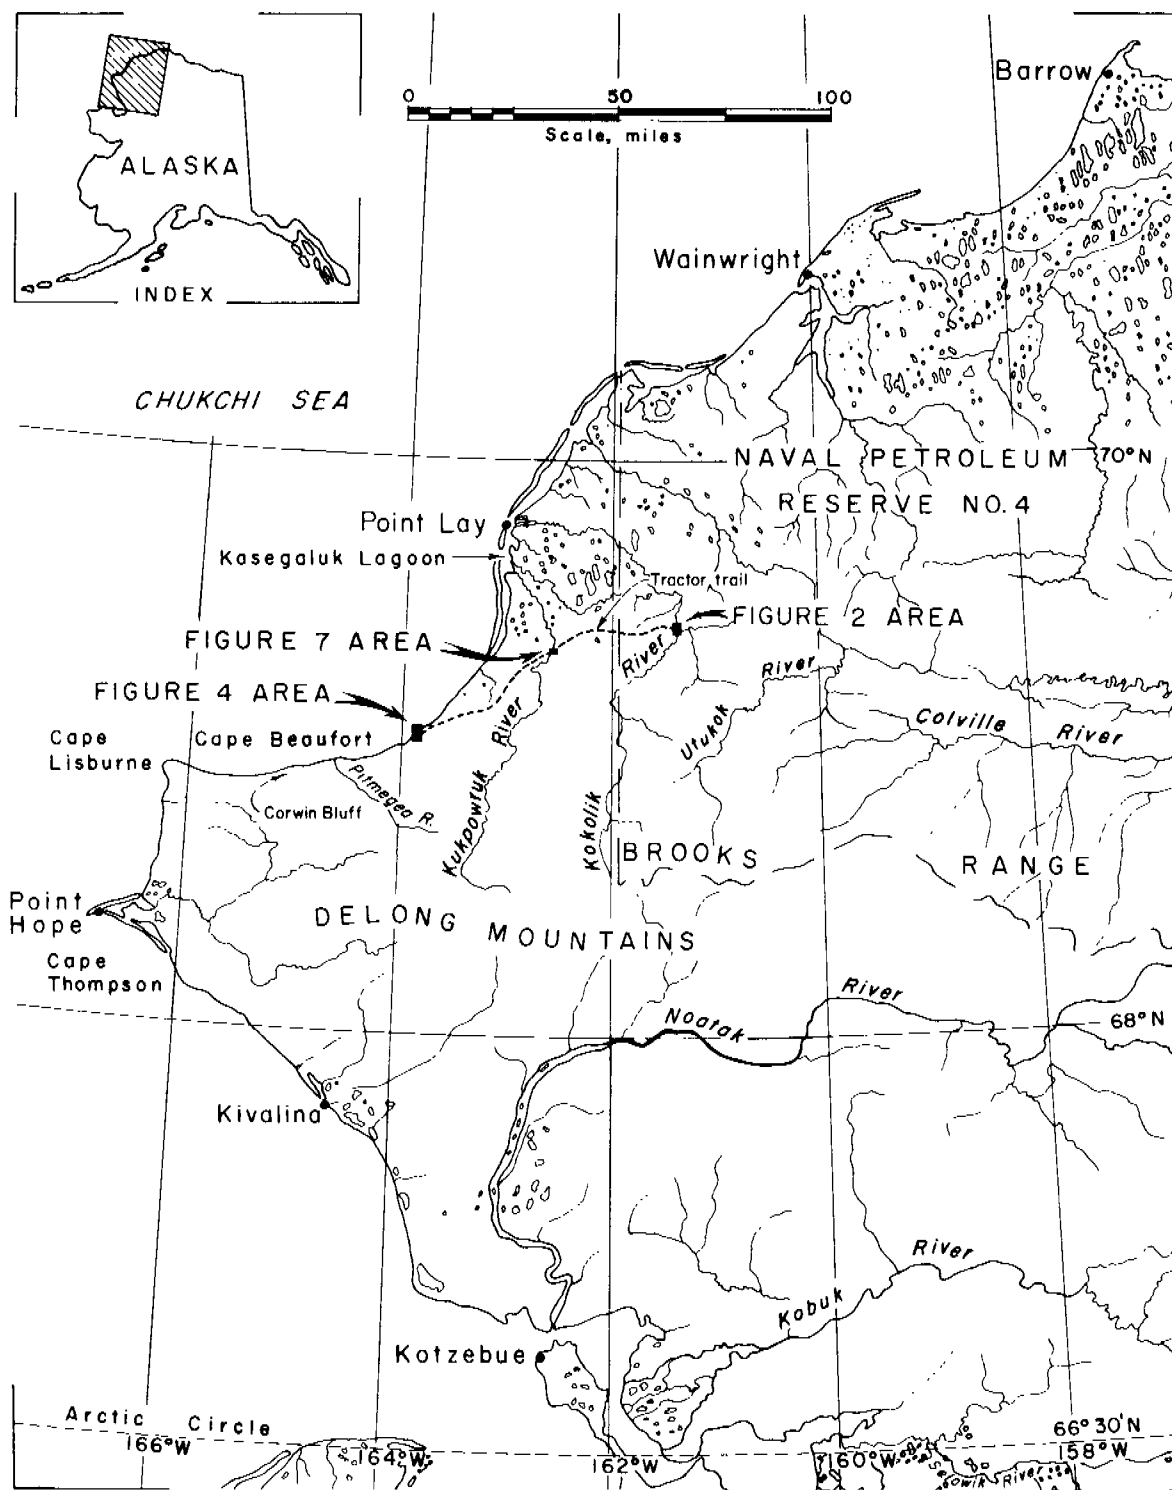 Barrow
0 50 100
Scale, miles
ALASKA
INDEX
Wainwright
CHUKCHI SEA
NAVAL PETROLEUM
70°N
RESERVE NO. 4
Point Lay
Kasegaluk Lagoon
Tractor trail
FIGURE 2 AREA
FIGURE 7 AREA
River
River
FIGURE 4 AREA
River
Utukok
Colville River
Cape
Lisburne
Cape Beaufort
Pitmegea R.
Corwin Bluff
Kukpowruk
Kokolik
BROOKS RANGE
Point
Hope
DELONG MOUNTAINS
Cape
Thompson
River
Noatak
68°N
Kivalina
River
Kobuk
Kotzebue
Arctic Circle
66°30'N
166°W
164°W
162°W
160°W
158°W
River